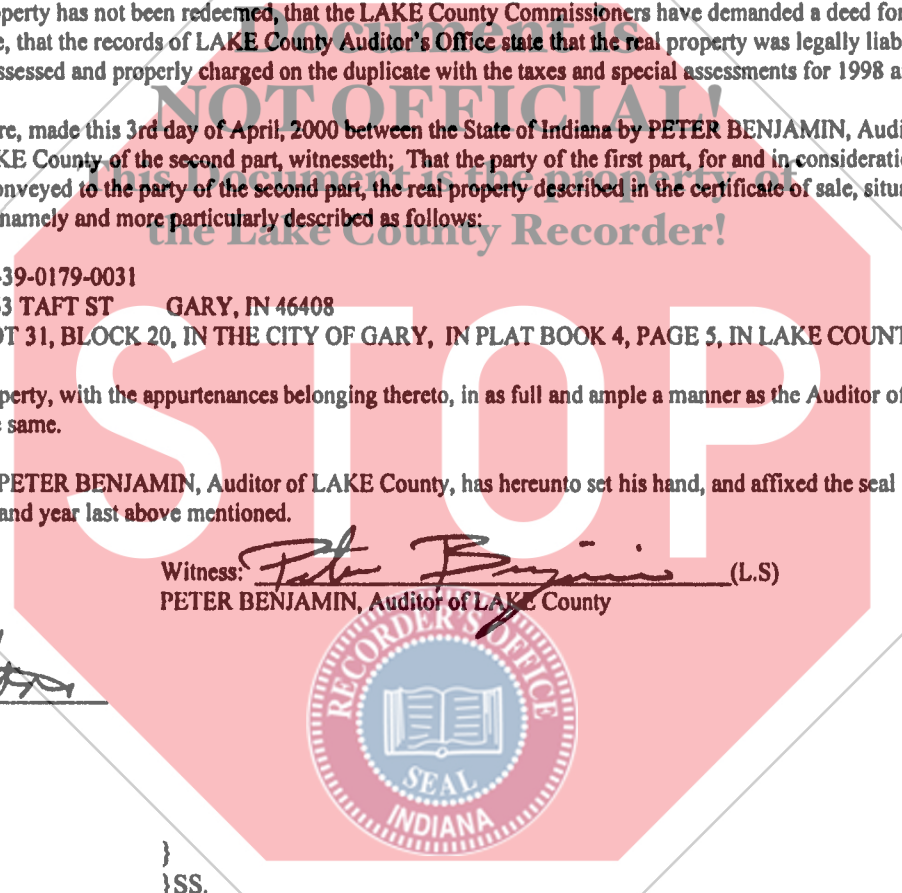 operty has not been redeemed, that the LAKE County Commissioners have demanded a deed for
e, that the records of LAKE County Auditor's Office state that the real property was legally liab
ssessed and properly charged on the duplicate with the taxes and special assessments for 1998 a
Document is
NOT OFFICIAL!
This Document is the property of
the Lake County Recorder!
re, made this 3rd day of April, 2000 between the State of Indiana by PETER BENJAMIN, Audi
KE County of the second part, witnesseth; That the party of the first part, for and in consideratio
onveyed to the party of the second part, the real property described in the certificate of sale, situa
namely and more particularly described as follows:
-39-0179-0031
3 TAFT ST GARY, IN 46408
OT 31, BLOCK 20, IN THE CITY OF GARY, IN PLAT BOOK 4, PAGE 5, IN LAKE COUNT
STOP
perty, with the appurtenances belonging thereto, in as full and ample a manner as the Auditor of
e same.
PETER BENJAMIN, Auditor of LAKE County, has hereunto set his hand, and affixed the seal
and year last above mentioned.
Witness: Peter Benjamin (L.S)
PETER BENJAMIN, Auditor of LAKE County
RECORDER'S OFFICE
SEAL
INDIANA
}
}SS.